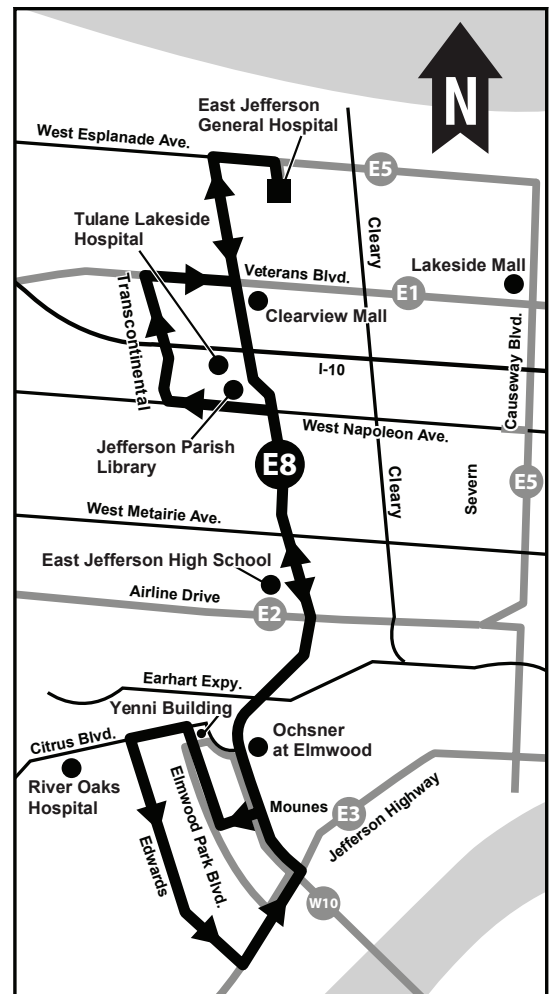 N
East Jefferson
General Hospital
West Esplanade Ave.
E5
Tulane Lakeside
Hospital
Cleary
Veterans Blvd.
Lakeside Mall
E1
Transcontinental
Clearview Mall
I-10
Causeway Blvd.
West Napoleon Ave.
Jefferson Parish
Library
E8
Cleary
Severn
E5
West Metairie Ave.
East Jefferson High School
Airline Drive
E2
Earhart Expy.
Yenni Building
Citrus Blvd.
Ochsner
at Elmwood
River Oaks
Hospital
Elmwood Park Blvd.
Mounes
E3
Jefferson Highway
Edwards
W10